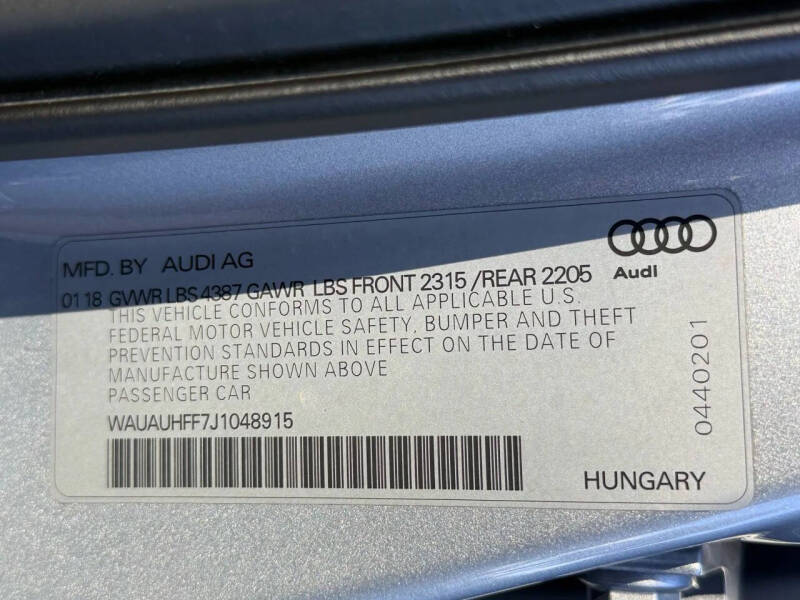 MFD. BY AUDI AG
Audi
01 18 GVWR LBS 4387 GAWR LBS FRONT 2315 /REAR 2205
THIS VEHICLE CONFORMS TO ALL APPLICABLE U.S.
FEDERAL MOTOR VEHICLE SAFETY, BUMPER AND THEFT
PREVENTION STANDARDS IN EFFECT ON THE DATE OF
MANUFACTURE SHOWN ABOVE
PASSENGER CAR
WAUAUHFF7J1048915
HUNGARY
0440201